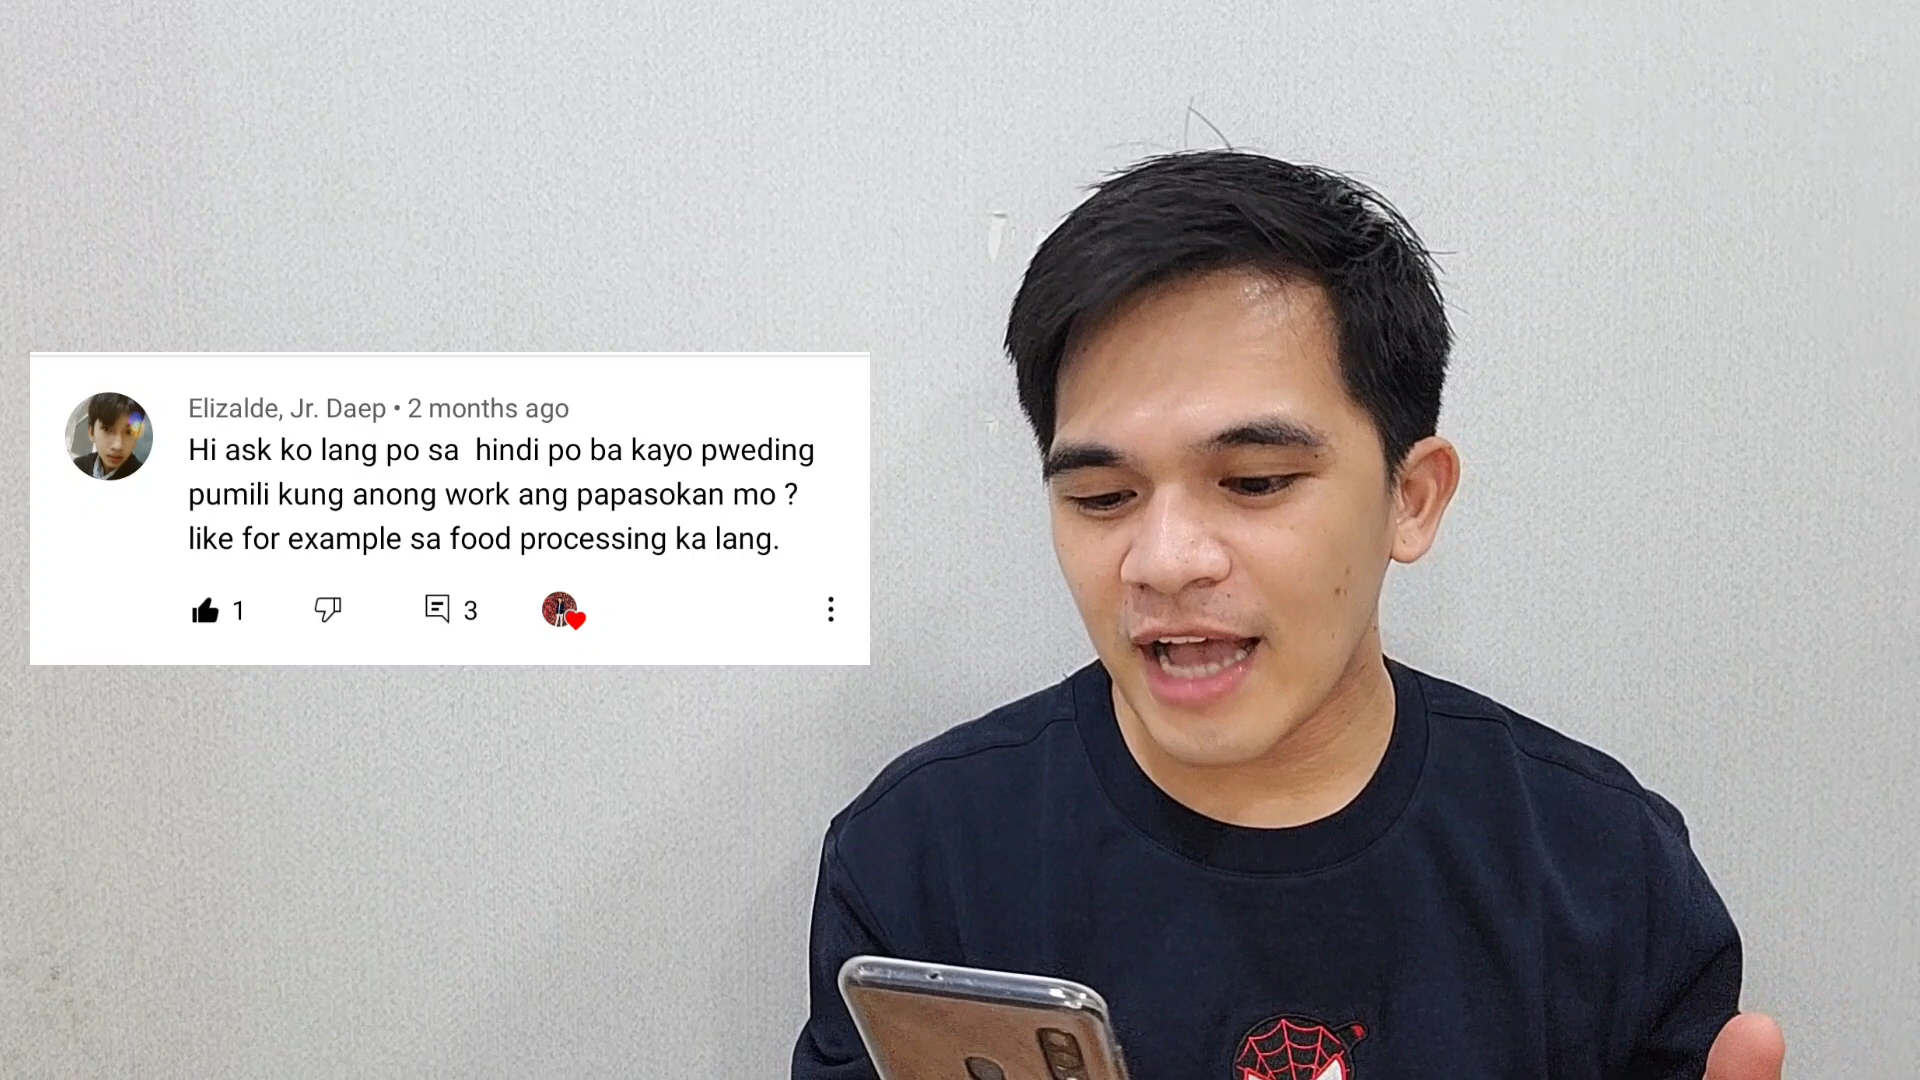 Elizalde, Jr. Daep • 2 months ago
Hi ask ko lang po sa  hindi po ba kayo pweding
pumili kung anong work ang papasokan mo ?
like for example sa food processing ka lang.
1
3